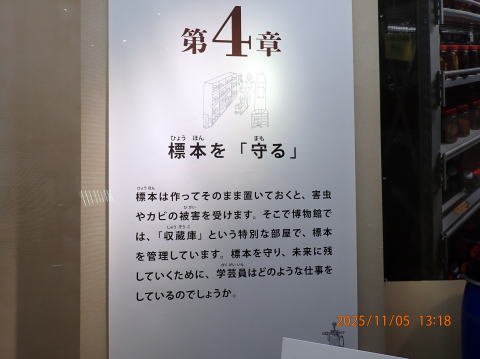 第4章
標本を「守る」
標本は作ってそのまま置いておくと、害虫
やカビの被害を受けます。そこで博物館で
は、「収蔵庫」という特別な部屋で、標本
を管理しています。標本を守り、未来に残
していくために、学芸員はどのような仕事を
しているのでしょうか。
2025/11/05 13:18